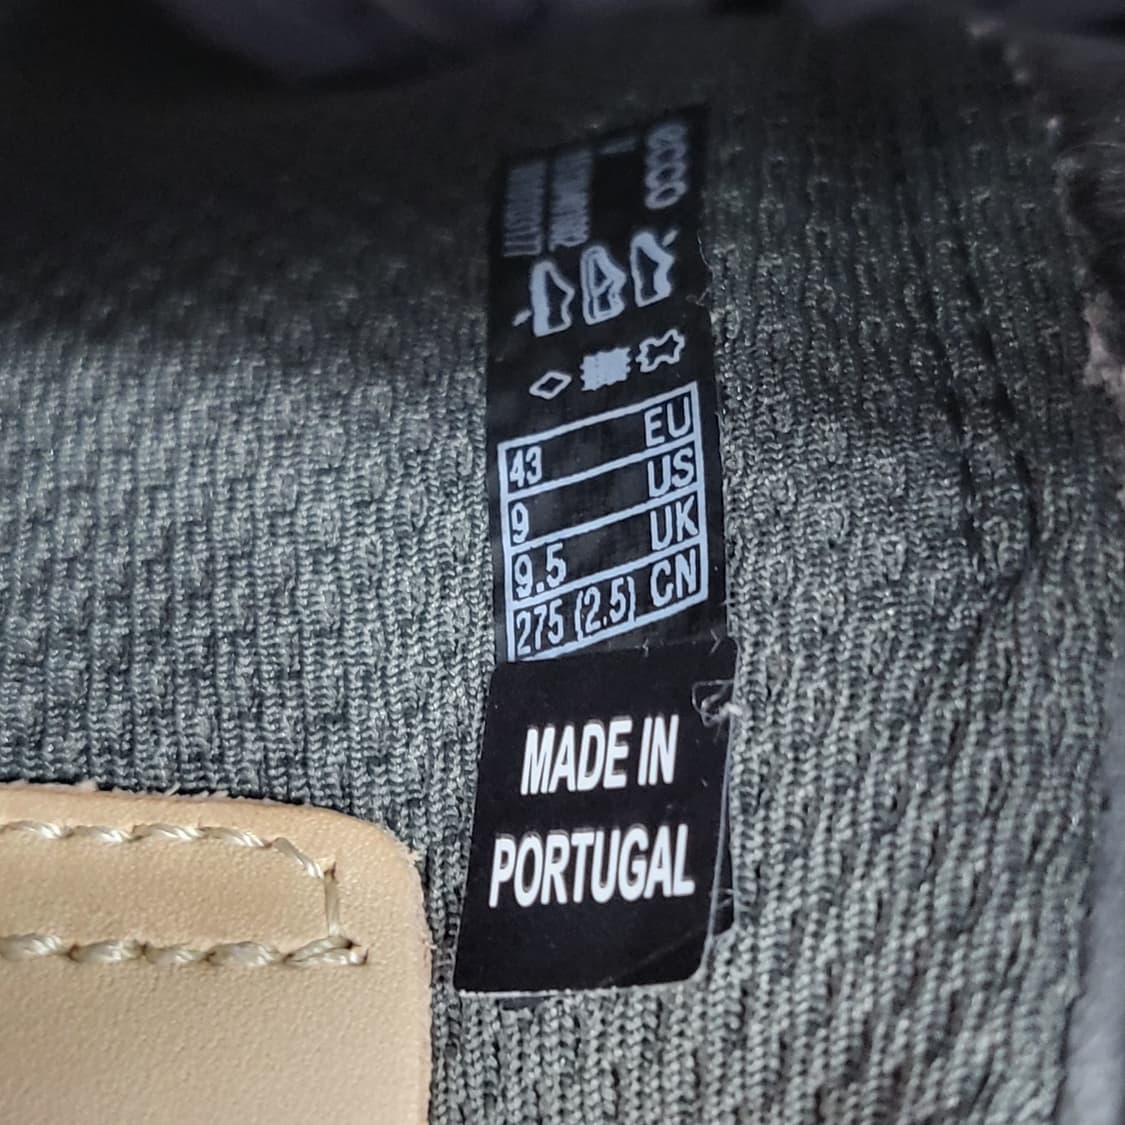 ecco
EU
43
US
9
UK
9.5
CN
275 (2.5)
MADE IN
PORTUGAL